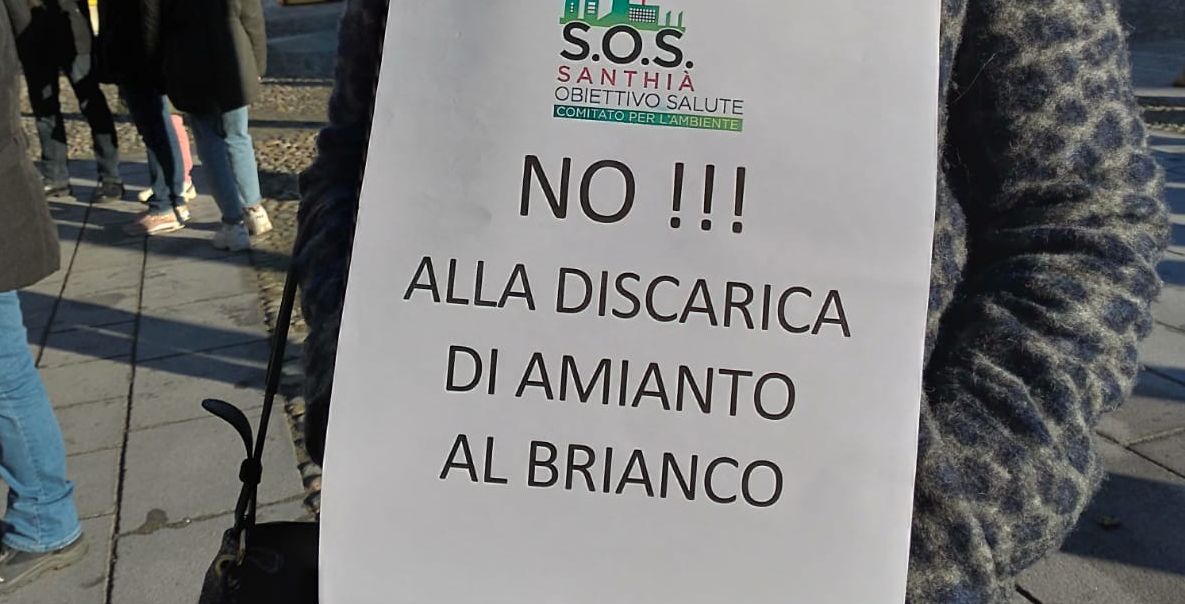 S.O.S.
SANTHIÀ
OBIETTIVO SALUTE
COMITATO PER L'AMBIENTE
NO !!!
ALLA DISCARICA
DI AMIANTO
AL BRIANCO